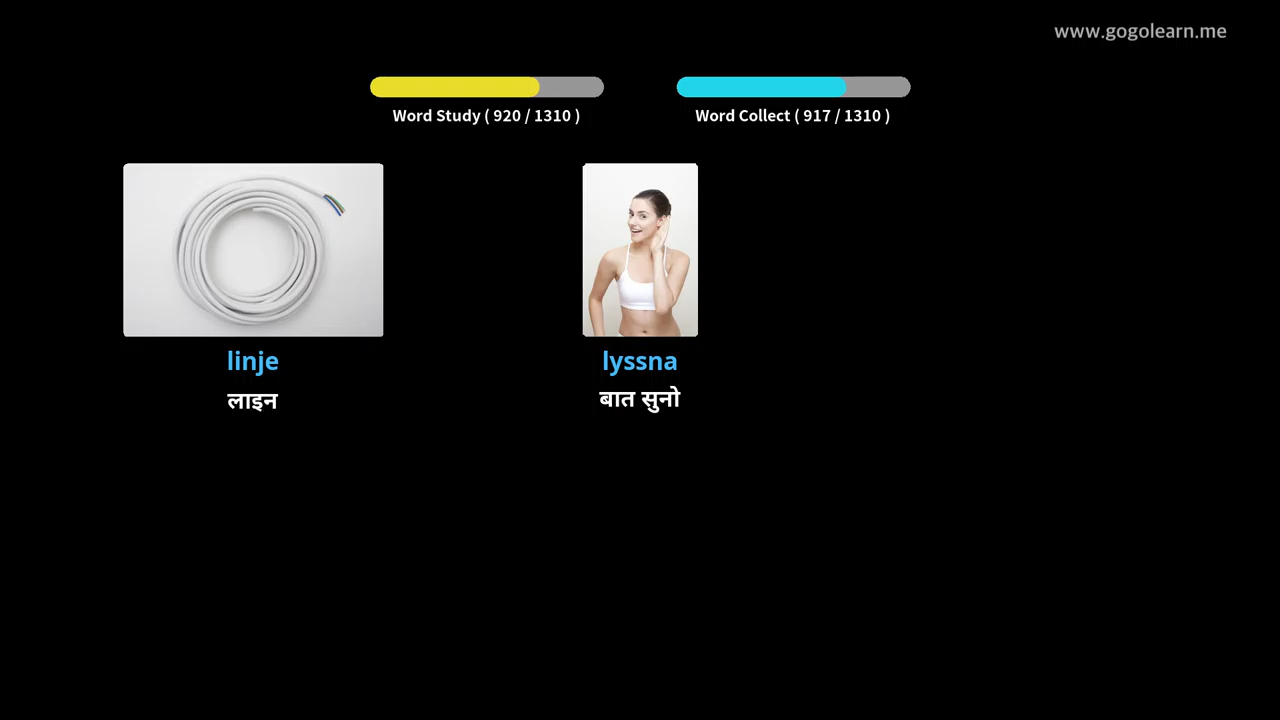 www.gogolearn.me
Word Study ( 920 / 1310 )
Word Collect ( 917 / 1310 )
linje
लाइन
lyssna
बात सुनो